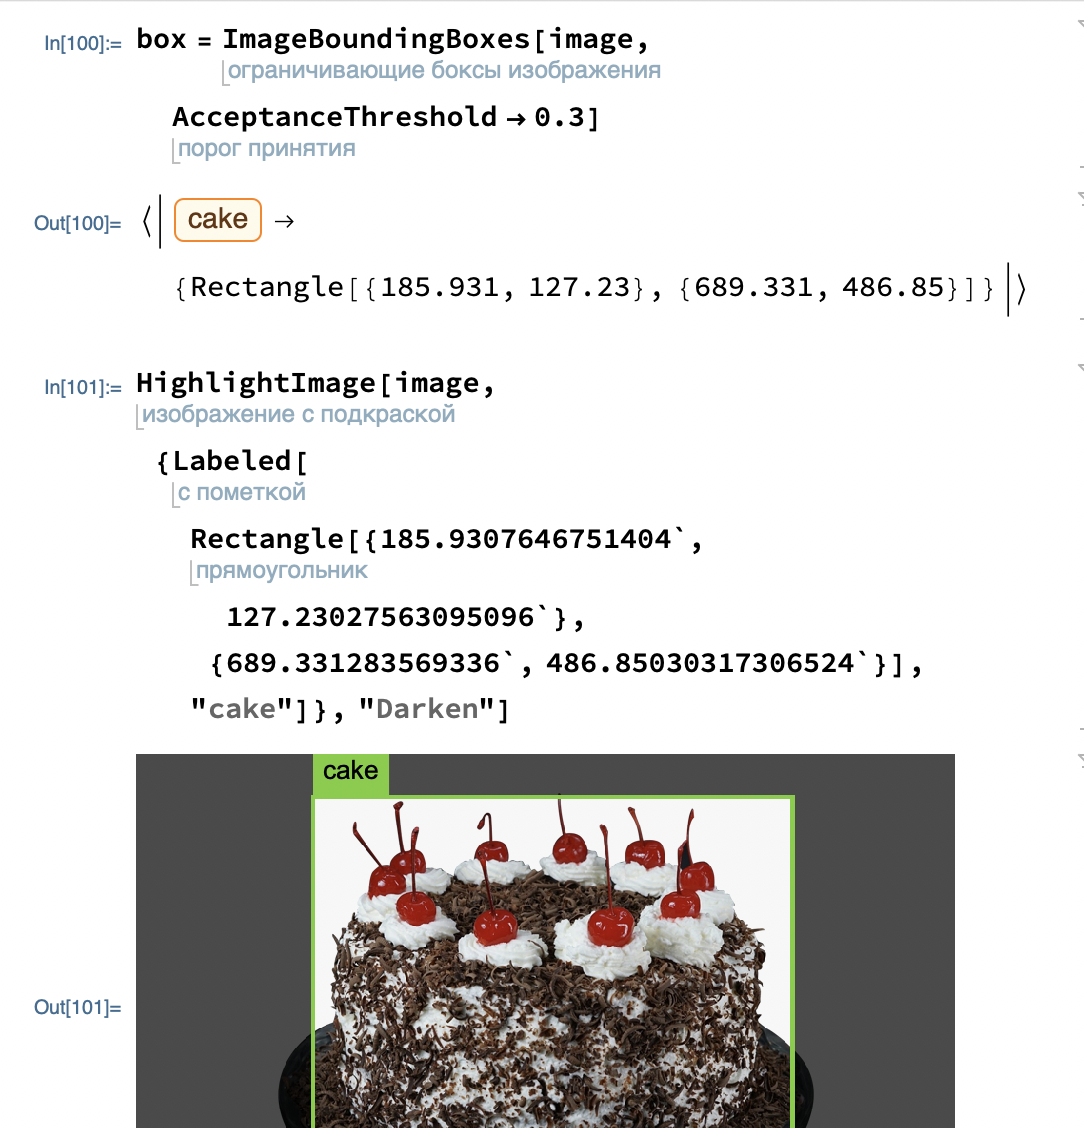 In[100]:= box = ImageBoundingBoxes[image,
ограничивающие боксы изображения
AcceptanceThreshold → 0.3]
порог принятия
Out[100]= ⟨| cake →
{Rectangle[{185.931, 127.23}, {689.331, 486.85}]}|⟩
In[101]:= HighlightImage[image,
изображение с подкраской
{Labeled[
с пометкой
Rectangle[{185.9307646751404`,
прямоугольник
127.23027563095096`},
{689.331283569336`, 486.85030317306524`}],
"cake"]}, "Darken"]
cake
Out[101]=